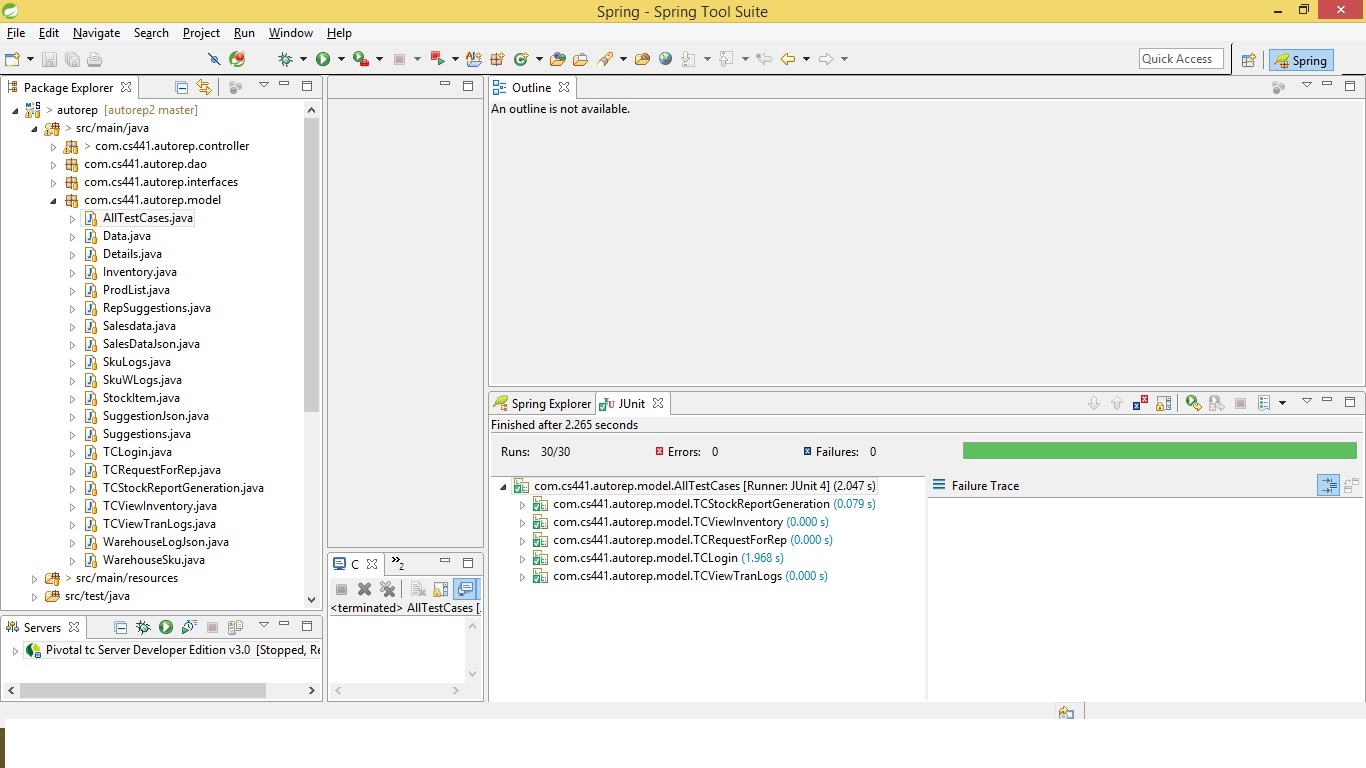 Spring - Spring Tool Suite
File Edit Navigate Search Project Run Window Help
Quick Access
Spring
Package Explorer
> autorep [autorep2 master]
> src/main/java
> com.cs441.autorep.controller
com.cs441.autorep.dao
com.cs441.autorep.interfaces
com.cs441.autorep.model
AllTestCases.java
Data.java
Details.java
Inventory.java
ProdList.java
RepSuggestions.java
Salesdata.java
SalesDataJson.java
SkuLogs.java
SkuWLogs.java
StockItem.java
SuggestionJson.java
Suggestions.java
TCLogin.java
TCRequestForRep.java
TCStockReportGeneration.java
TCViewInventory.java
TCViewTranLogs.java
WarehouseLogJson.java
WarehouseSku.java
> src/main/resources
src/test/java
Servers
Pivotal tc Server Developer Edition v3.0 [Stopped, Re
C
»2
<terminated> AllTestCases [.
Outline
An outline is not available.
Spring Explorer
JUnit
Finished after 2.265 seconds
Runs: 30/30 Errors: 0 Failures: 0
com.cs441.autorep.model.AllTestCases [Runner: JUnit 4] (2.047 s)
com.cs441.autorep.model.TCStockReportGeneration (0.079 s)
com.cs441.autorep.model.TCViewInventory (0.000 s)
com.cs441.autorep.model.TCRequestForRep (0.000 s)
com.cs441.autorep.model.TCLogin (1.968 s)
com.cs441.autorep.model.TCViewTranLogs (0.000 s)
Failure Trace